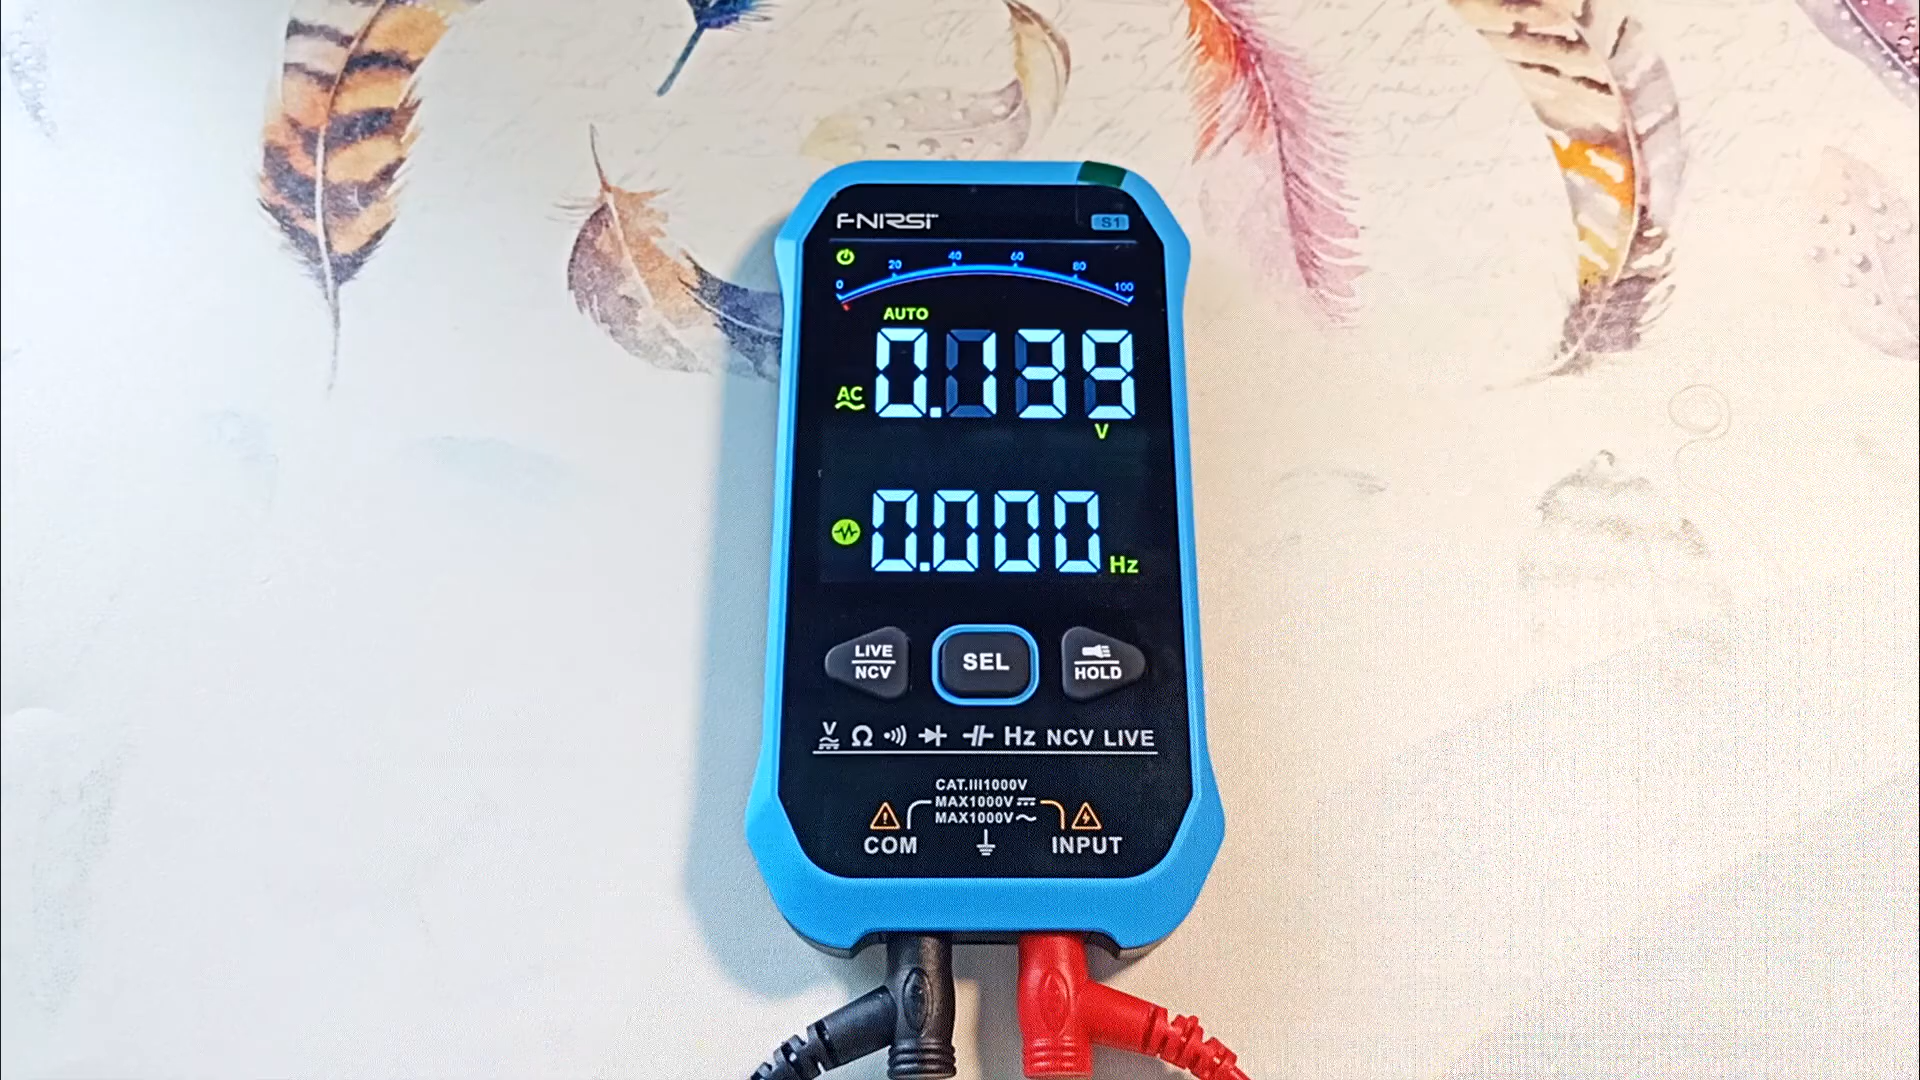 FNIRSI
S1
0 20 40 60 80 100
AUTO
AC 0.139
V
0.000 Hz
LIVE
NCV
SEL
HOLD
V Ω Hz NCV LIVE
CAT.III1000V
MAX1000V
MAX1000V
COM INPUT